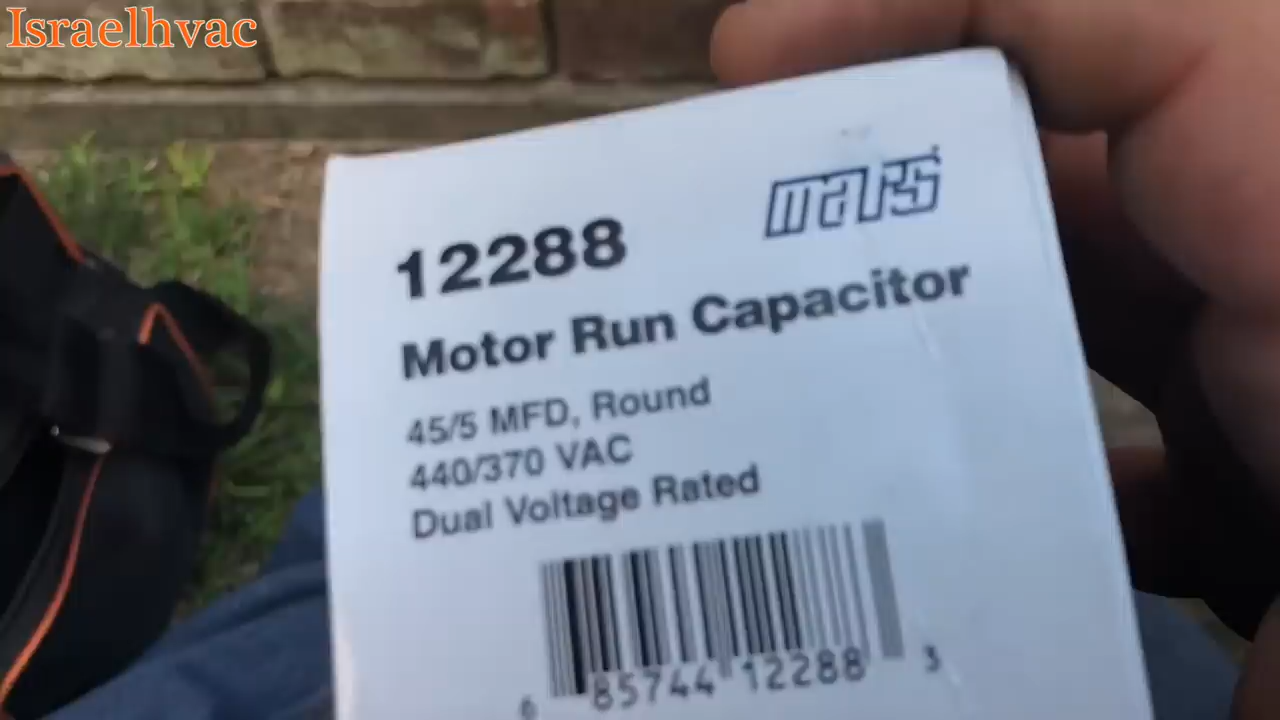 Israelhvac
mars
12288
Motor Run Capacitor
45/5 MFD, Round
440/370 VAC
Dual Voltage Rated
6 85744 12288 3